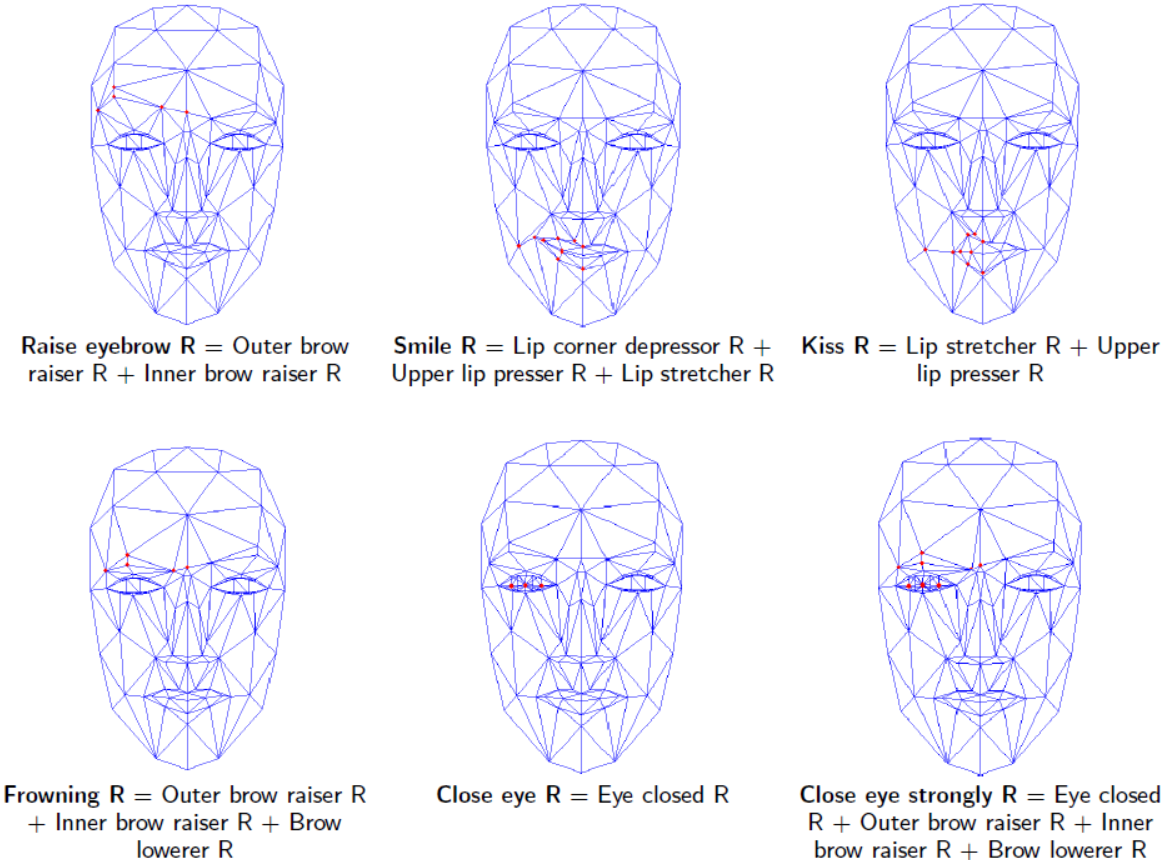 Raise eyebrow R = Outer brow
raiser R + Inner brow raiser R
Smile R = Lip corner depressor R +
Upper lip presser R + Lip stretcher R
Kiss R = Lip stretcher R + Upper
lip presser R
Frowning R = Outer brow raiser R
+ Inner brow raiser R + Brow
lowerer R
Close eye R = Eye closed R
Close eye strongly R = Eye closed
R + Outer brow raiser R + Inner
brow raiser R + Brow lowerer R